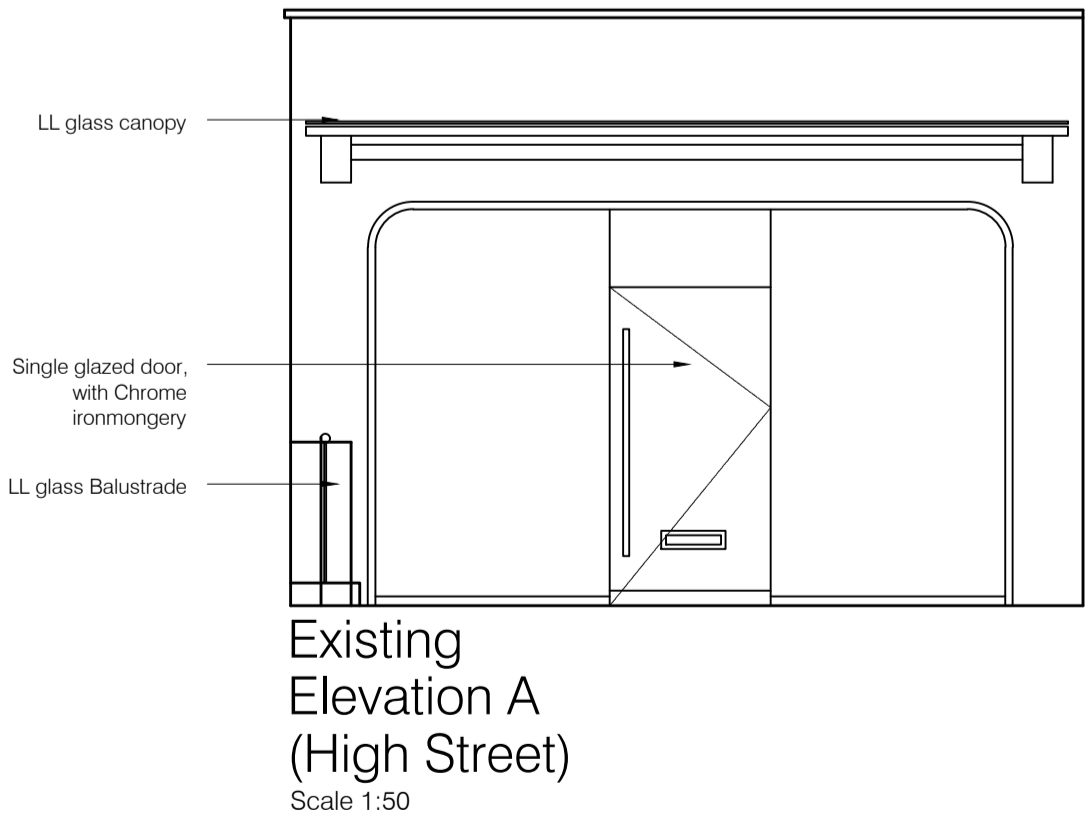 LL glass canopy
Single glazed door,
with Chrome
ironmongery
LL glass Balustrade
Existing
Elevation A
(High Street)
Scale 1:50